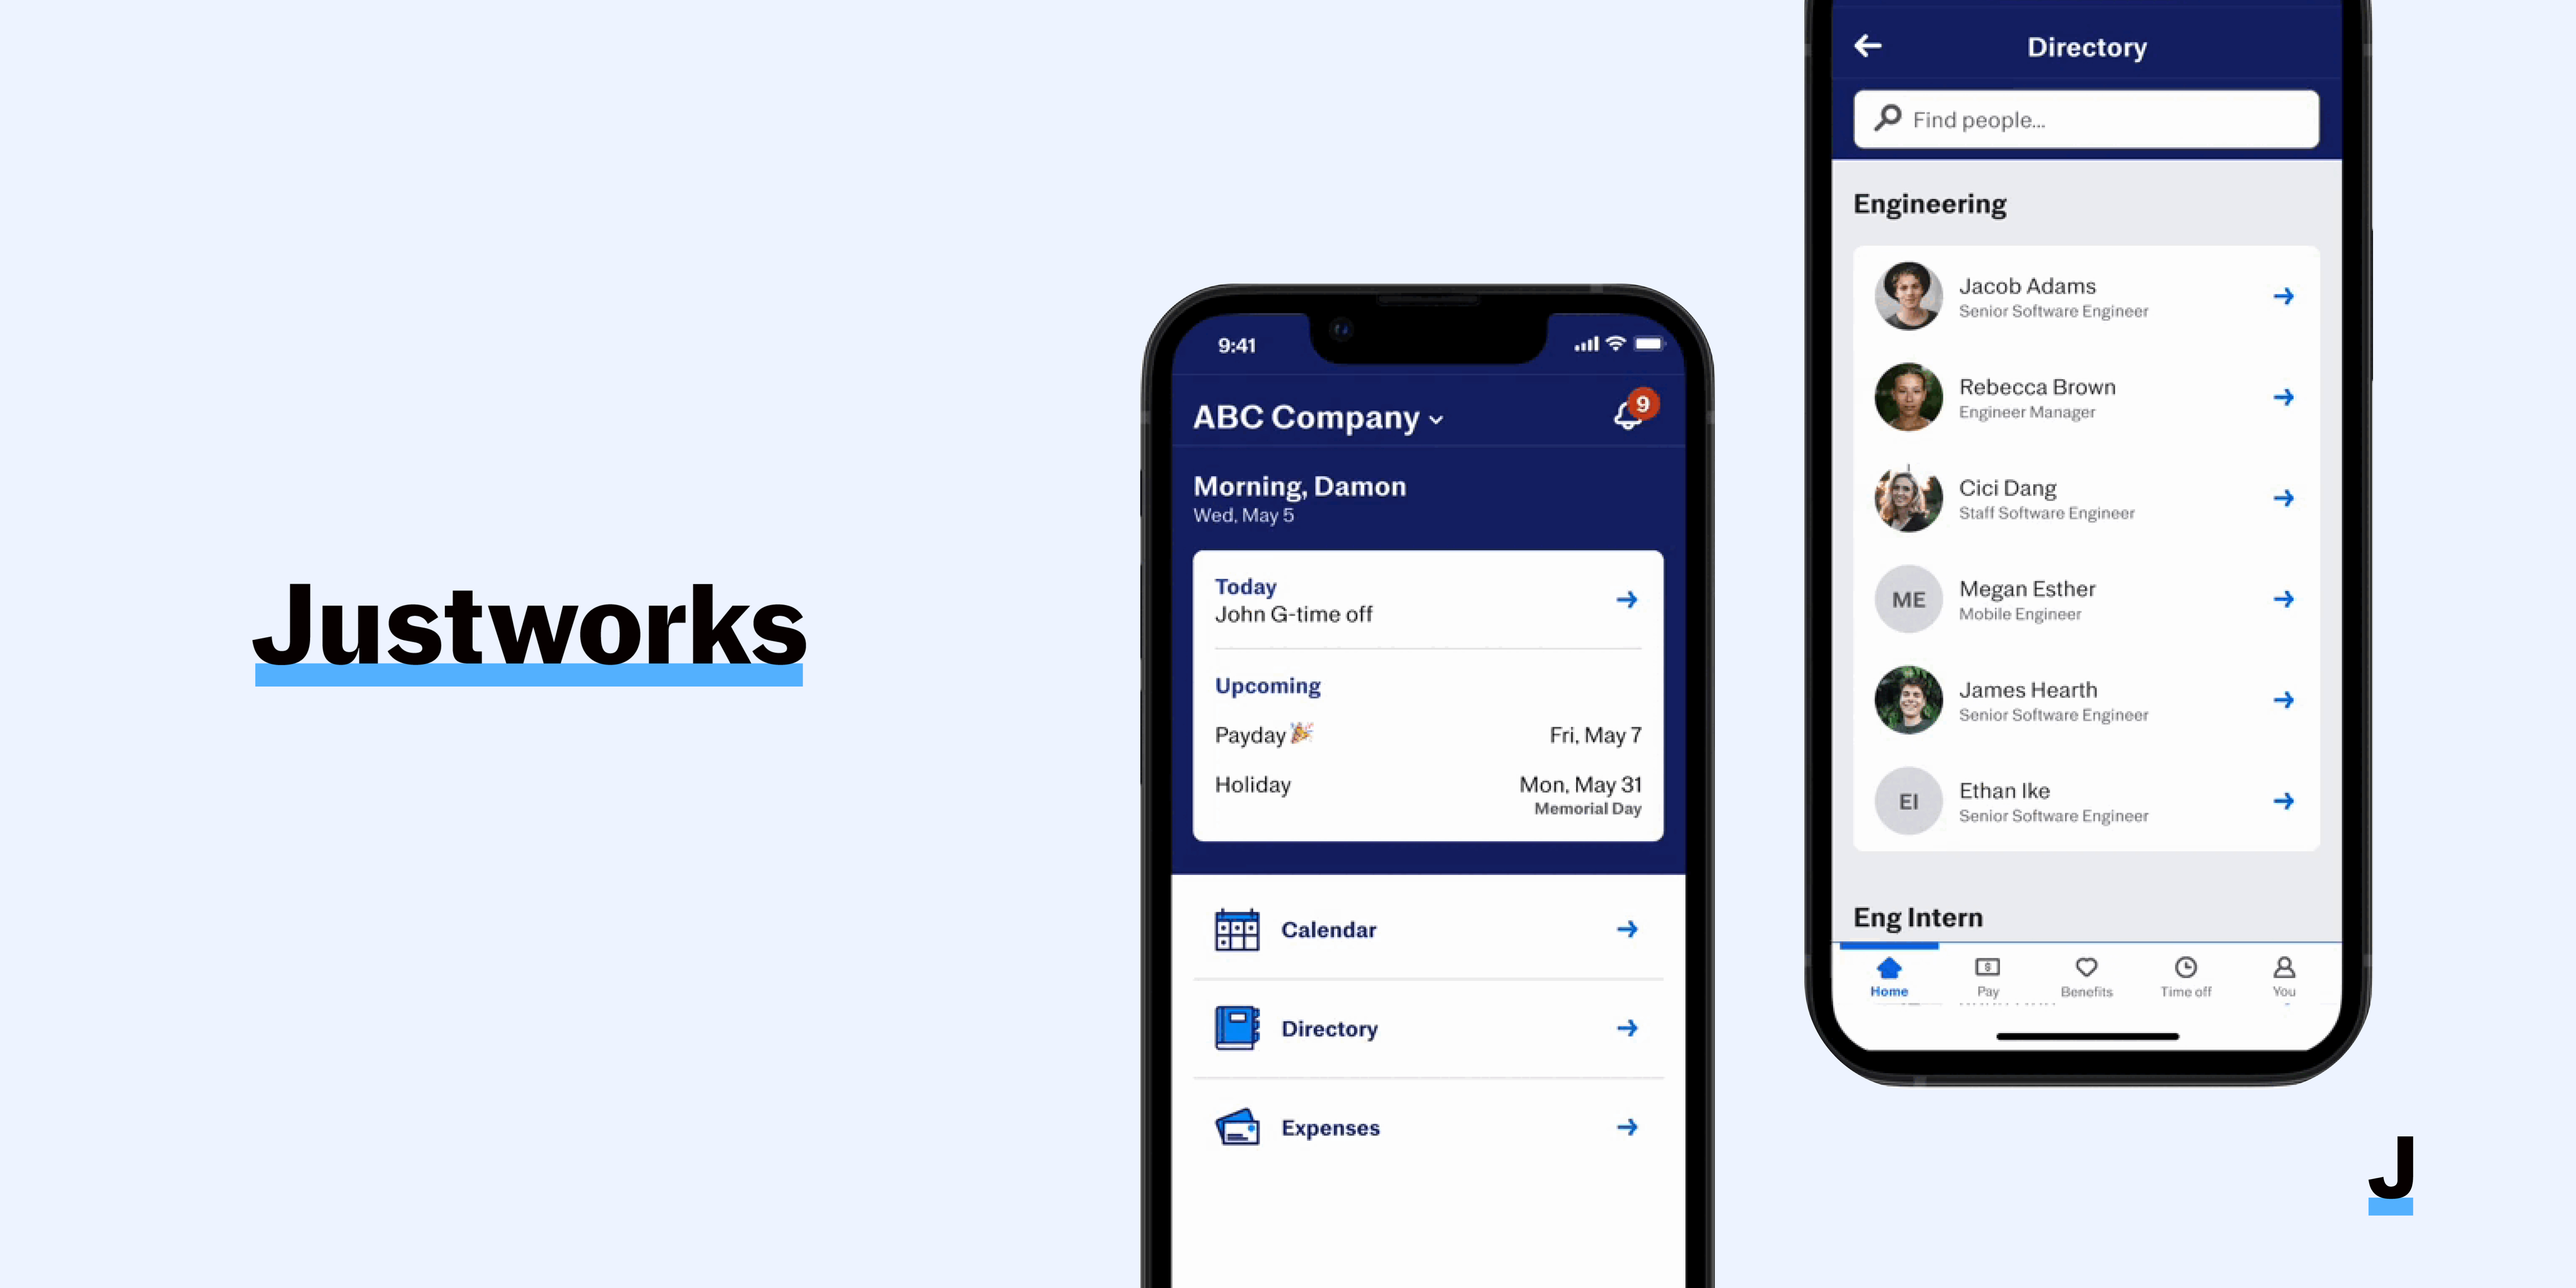 Justworks
9:41
ABC Company
9
Morning, Damon
Wed, May 5
Today
John G-time off
Upcoming
Payday Fri, May 7
Holiday Mon, May 31
Memorial Day
Calendar
Directory
Expenses
Directory
Find people...
Engineering
Jacob Adams
Senior Software Engineer
Rebecca Brown
Engineer Manager
Cici Dang
Staff Software Engineer
ME
Megan Esther
Mobile Engineer
James Hearth
Senior Software Engineer
EI
Ethan Ike
Senior Software Engineer
Eng Intern
Home Pay Benefits Time off You
J